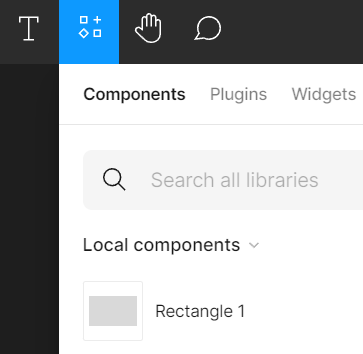 Components Plugins Widgets
Search all libraries
Local components
Rectangle 1